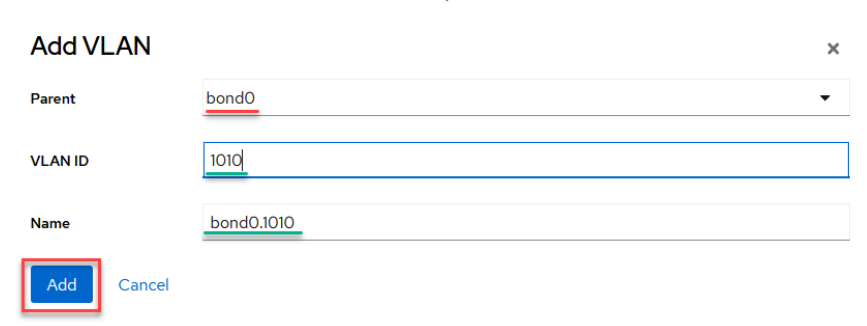 Add VLAN ×
Parent bond0
VLAN ID 1010
Name bond0.1010
Add Cancel